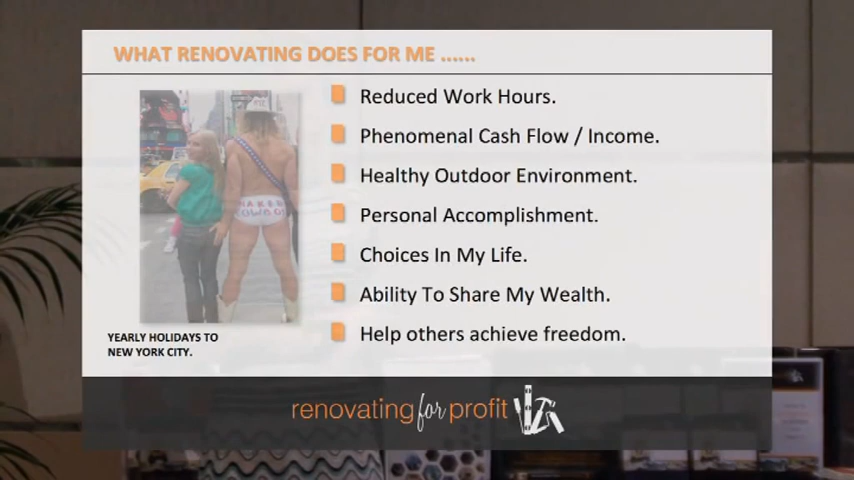 WHAT RENOVATING DOES FOR ME ......
Reduced Work Hours.
Phenomenal Cash Flow / Income.
Healthy Outdoor Environment.
Personal Accomplishment.
Choices In My Life.
Ability To Share My Wealth.
Help others achieve freedom.
NAKED
COWBOY
YEARLY HOLIDAYS TO
NEW YORK CITY.
renovating for profit